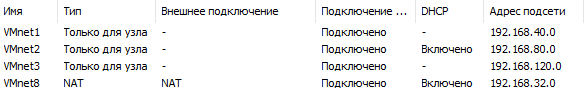 Имя Тип Внешнее подключение Подключение ... DHCP Адрес подсети
VMnet1 Только для узла - Подключено - 192.168.40.0
VMnet2 Только для узла - Подключено Включено 192.168.80.0
VMnet3 Только для узла - Подключено - 192.168.120.0
VMnet8 NAT NAT Подключено Включено 192.168.32.0